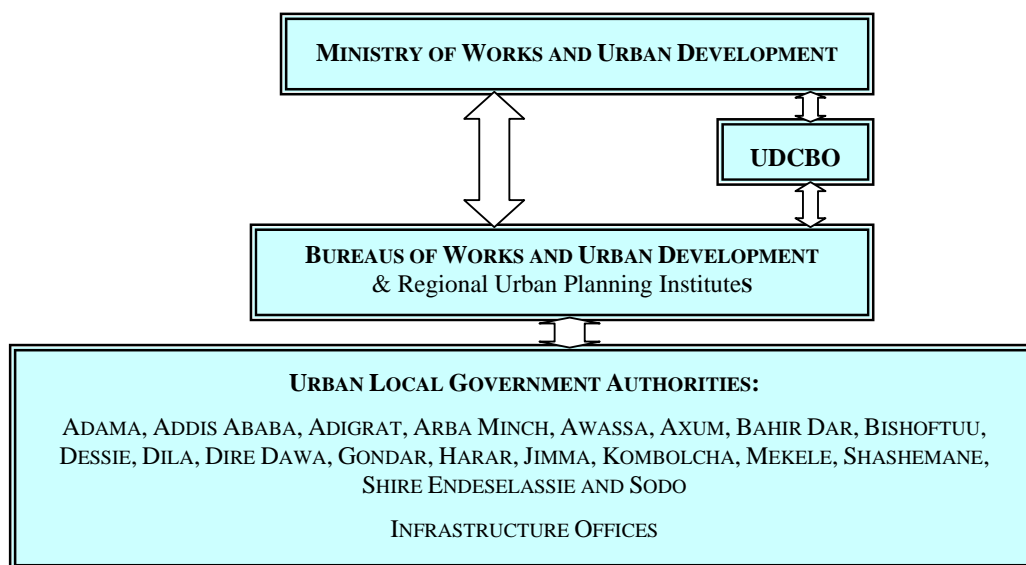 MINISTRY OF WORKS AND URBAN DEVELOPMENT
UDCBO
BUREAUS OF WORKS AND URBAN DEVELOPMENT
& Regional Urban Planning Institutes
URBAN LOCAL GOVERNMENT AUTHORITIES:
ADAMA, ADDIS ABABA, ADIGRAT, ARBA MINCH, AWASSA, AXUM, BAHIR DAR, BISHOFTUU,
DESSIE, DILA, DIRE DAWA, GONDAR, HARAR, JIMMA, KOMBOLCHA, MEKELE, SHASHEMANE,
SHIRE ENDESELASSIE AND SODO
INFRASTRUCTURE OFFICES